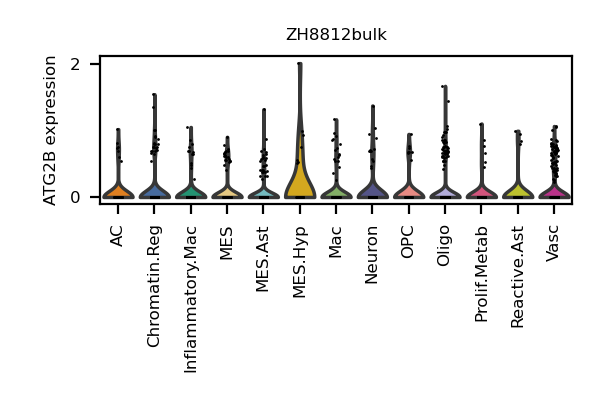 ZH8812bulk
ATG2B expression
2
0
AC
Chromatin.Reg
Inflammatory.Mac
MES
MES.Ast
MES.Hyp
Mac
Neuron
OPC
Oligo
Prolif.Metab
Reactive.Ast
Vasc